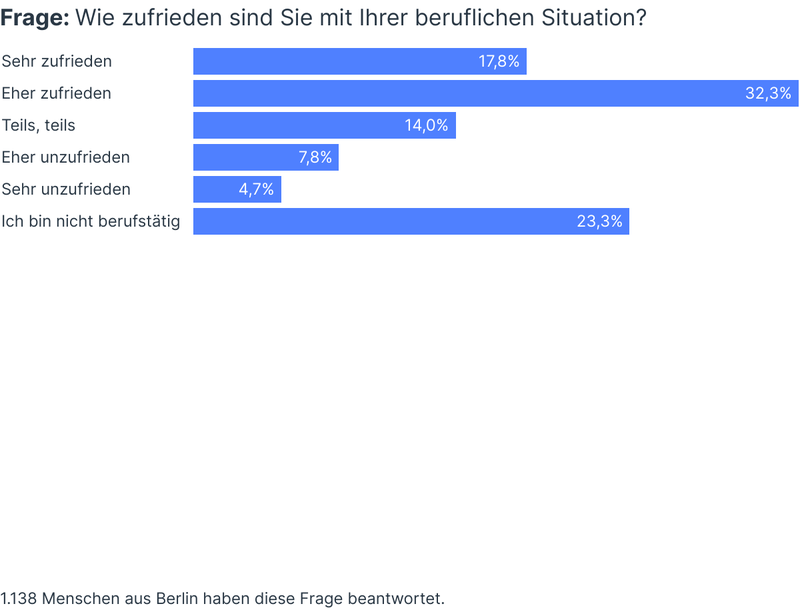 Frage: Wie zufrieden sind Sie mit Ihrer beruflichen Situation?
Sehr zufrieden 17,8%
Eher zufrieden 32,3%
Teils, teils 14,0%
Eher unzufrieden 7,8%
Sehr unzufrieden 4,7%
Ich bin nicht berufstätig 23,3%
1.138 Menschen aus Berlin haben diese Frage beantwortet.